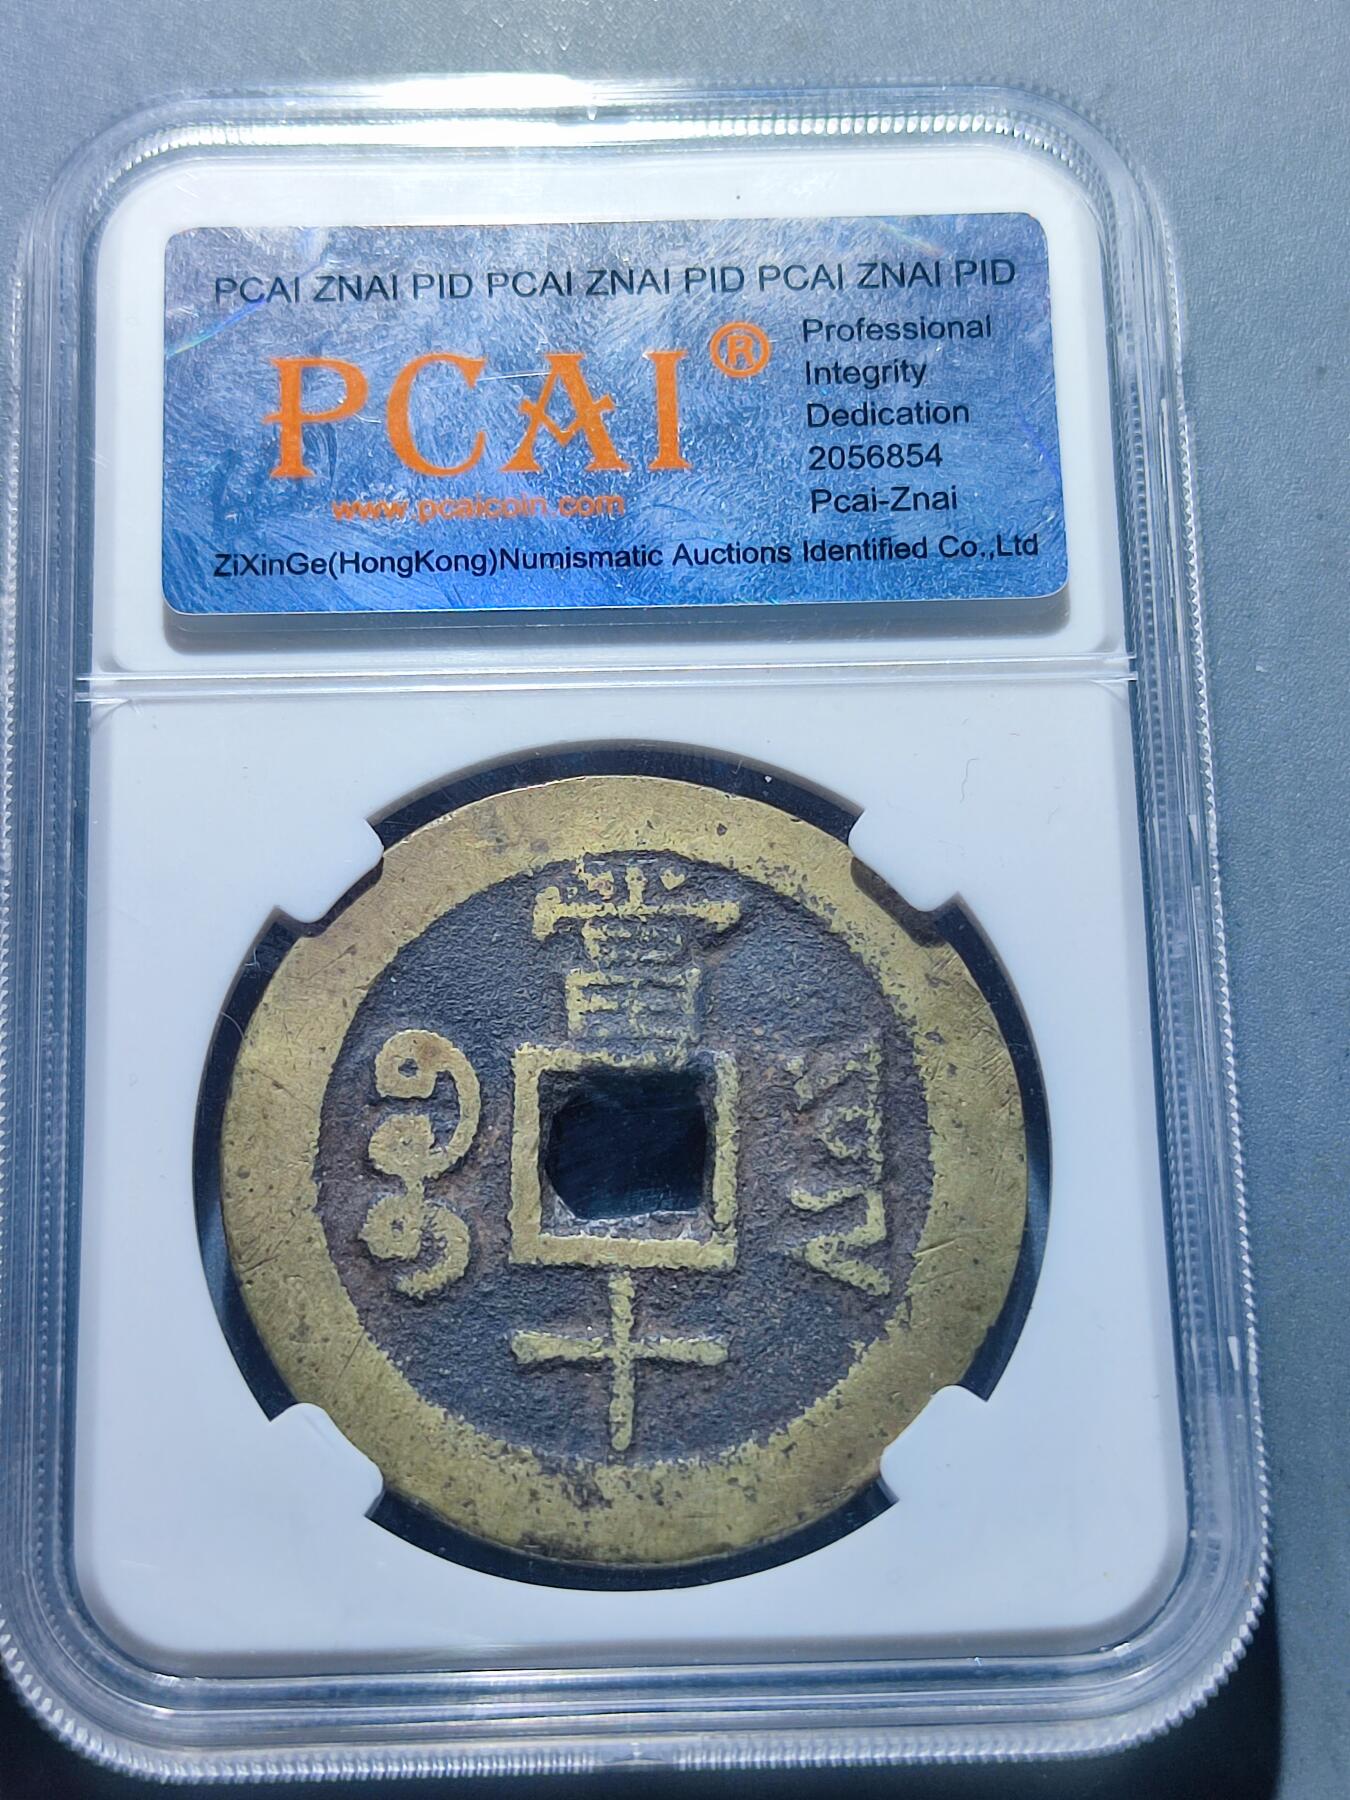 PCAI ZNAI PID PCAI ZNAI PID PCAI ZNAI PID
PCAI®
www.pcaicoin.com
Professional
Integrity
Dedication
2056854
Pcai-Znai
ZiXinGe(HongKong)Numismatic Auctions Identified Co.,Ltd
當
十